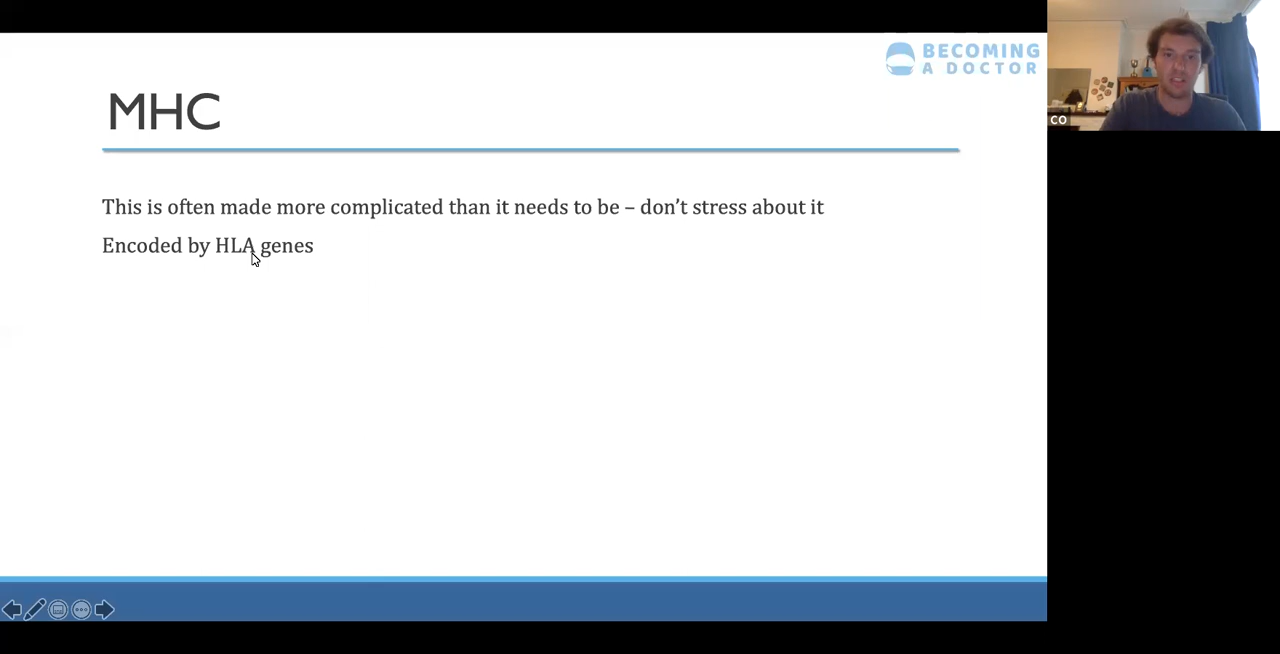 BECOMING
A DOCTOR
MHC
This is often made more complicated than it needs to be – don’t stress about it
Encoded by HLA genes
CO